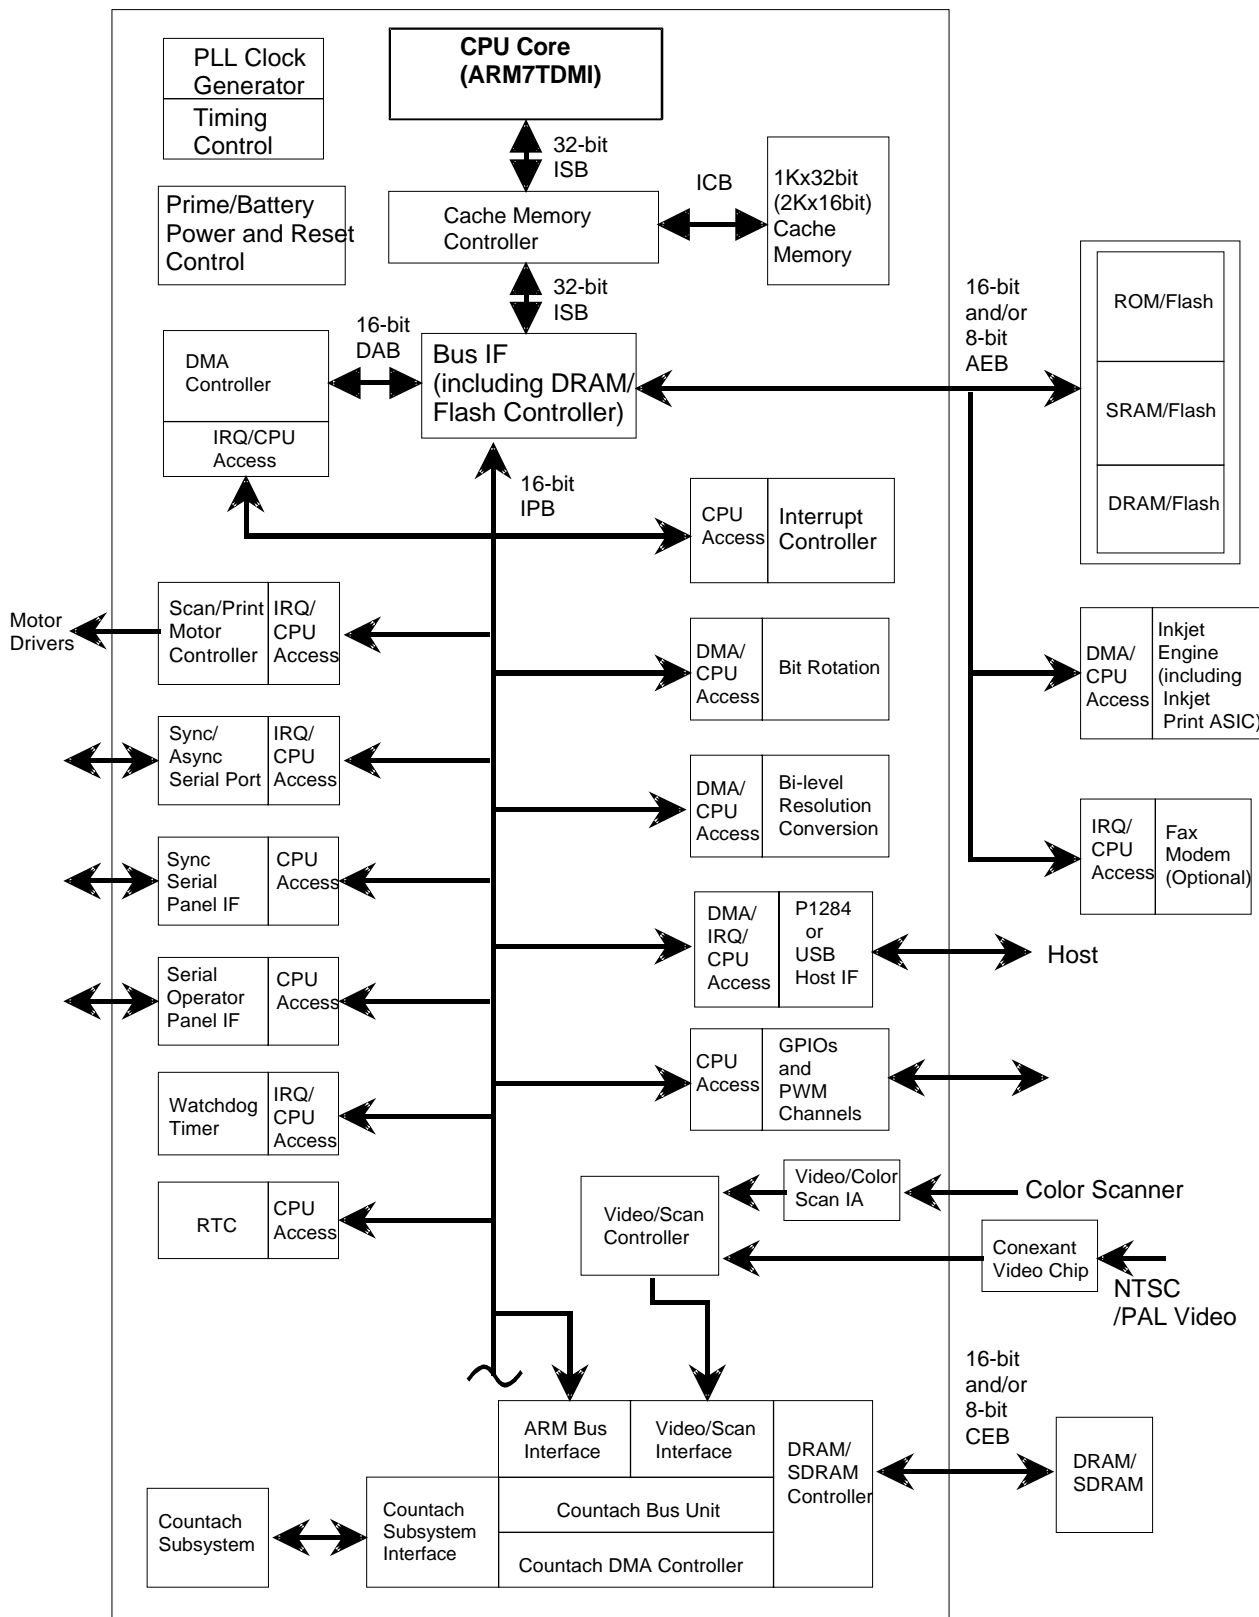 PLL Clock
Generator
Timing
Control
CPU Core
(ARM7TDMI)
32-bit
ISB
Prime/Battery
Power and Reset
Control
Cache Memory
Controller
ICB
1Kx32bit
(2Kx16bit)
Cache
Memory
32-bit
ISB
16-bit
DAB
DMA
Controller
IRQ/CPU
Access
Bus IF
(including DRAM/
Flash Controller)
16-bit
and/or
8-bit
AEB
ROM/Flash
SRAM/Flash
DRAM/Flash
16-bit
IPB
CPU
Access
Interrupt
Controller
Motor
Drivers
Scan/Print
Motor
Controller
IRQ/
CPU
Access
DMA/
CPU
Access
Bit Rotation
DMA/
CPU
Access
Inkjet
Engine
(including
Inkjet
Print ASIC)
Sync/
Async
Serial Port
IRQ/
CPU
Access
DMA/
CPU
Access
Bi-level
Resolution
Conversion
IRQ/
CPU
Access
Fax
Modem
(Optional)
Sync
Serial
Panel IF
CPU
Access
DMA/
IRQ/
CPU
Access
P1284
or
USB
Host IF
Host
Serial
Operator
Panel IF
CPU
Access
CPU
Access
GPIOs
and
PWM
Channels
Watchdog
Timer
IRQ/
CPU
Access
RTC
CPU
Access
Video/Scan
Controller
Video/Color
Scan IA
Color Scanner
Conexant
Video Chip
NTSC
/PAL Video
16-bit
and/or
8-bit
CEB
ARM Bus
Interface
Video/Scan
Interface
DRAM/
SDRAM
Controller
DRAM/
SDRAM
Countach
Subsystem
Countach
Subsystem
Interface
Countach Bus Unit
Countach DMA Controller